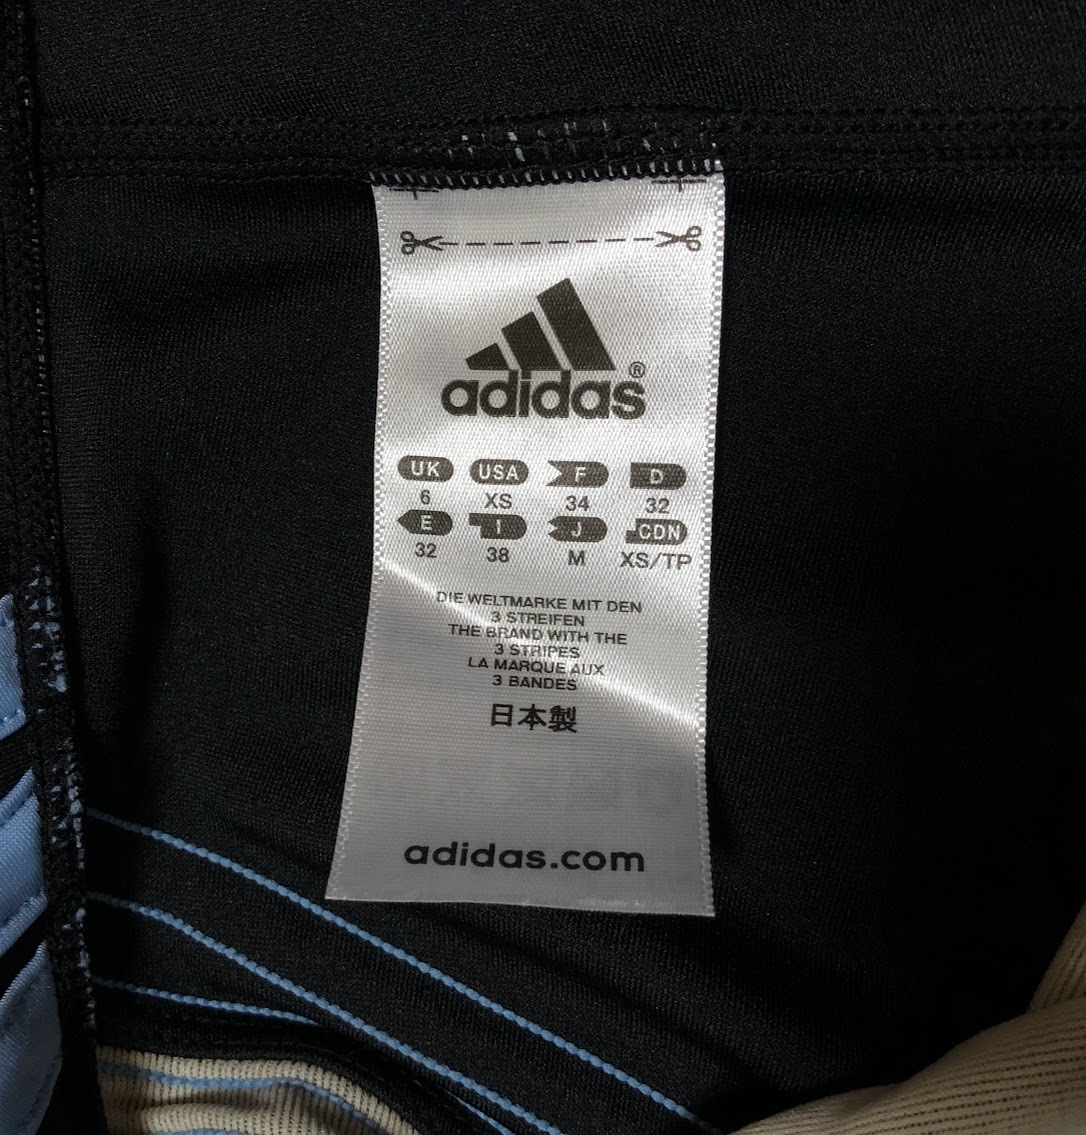 adidas®
UK USA F D
6 XS 34 32
E I J CDN
32 38 M XS/TP
DIE WELTMARKE MIT DEN
3 STREIFEN
THE BRAND WITH THE
3 STRIPES
LA MARQUE AUX
3 BANDES
日本製
adidas.com